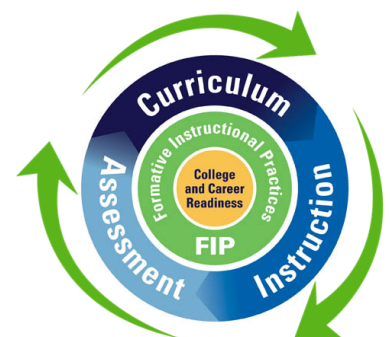 Curriculum
Instruction
Assessment
Formative Instructional Practices
FIP
College
and Career
Readiness